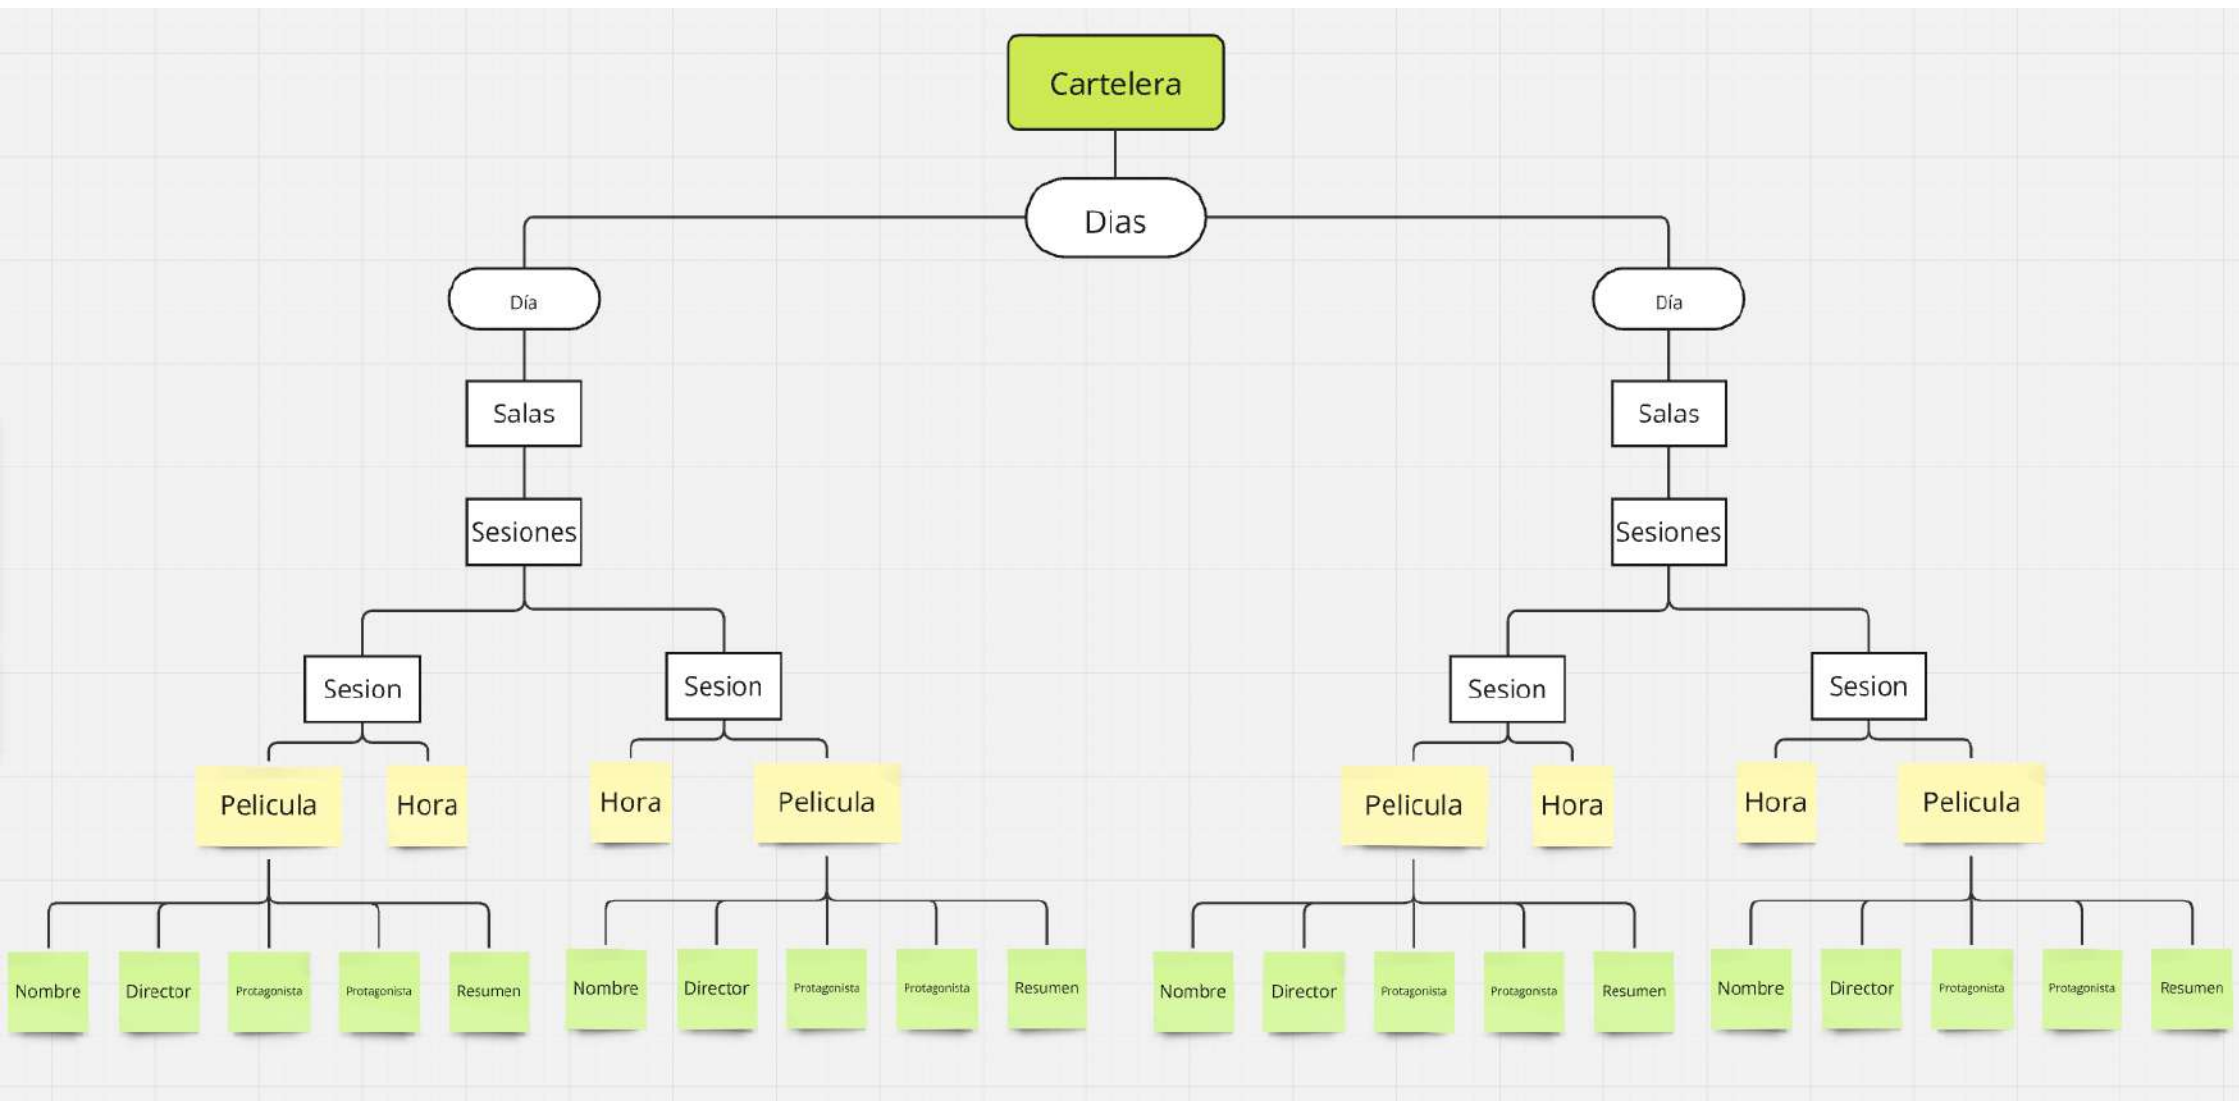 Cartelera
Dias
Día
Día
Salas
Salas
Sesiones
Sesiones
Sesion
Sesion
Sesion
Sesion
Pelicula
Hora
Hora
Pelicula
Pelicula
Hora
Hora
Pelicula
Nombre
Director
Protagonista
Protagonista
Resumen
Nombre
Director
Protagonista
Protagonista
Resumen
Nombre
Director
Protagonista
Protagonista
Resumen
Nombre
Director
Protagonista
Protagonista
Resumen